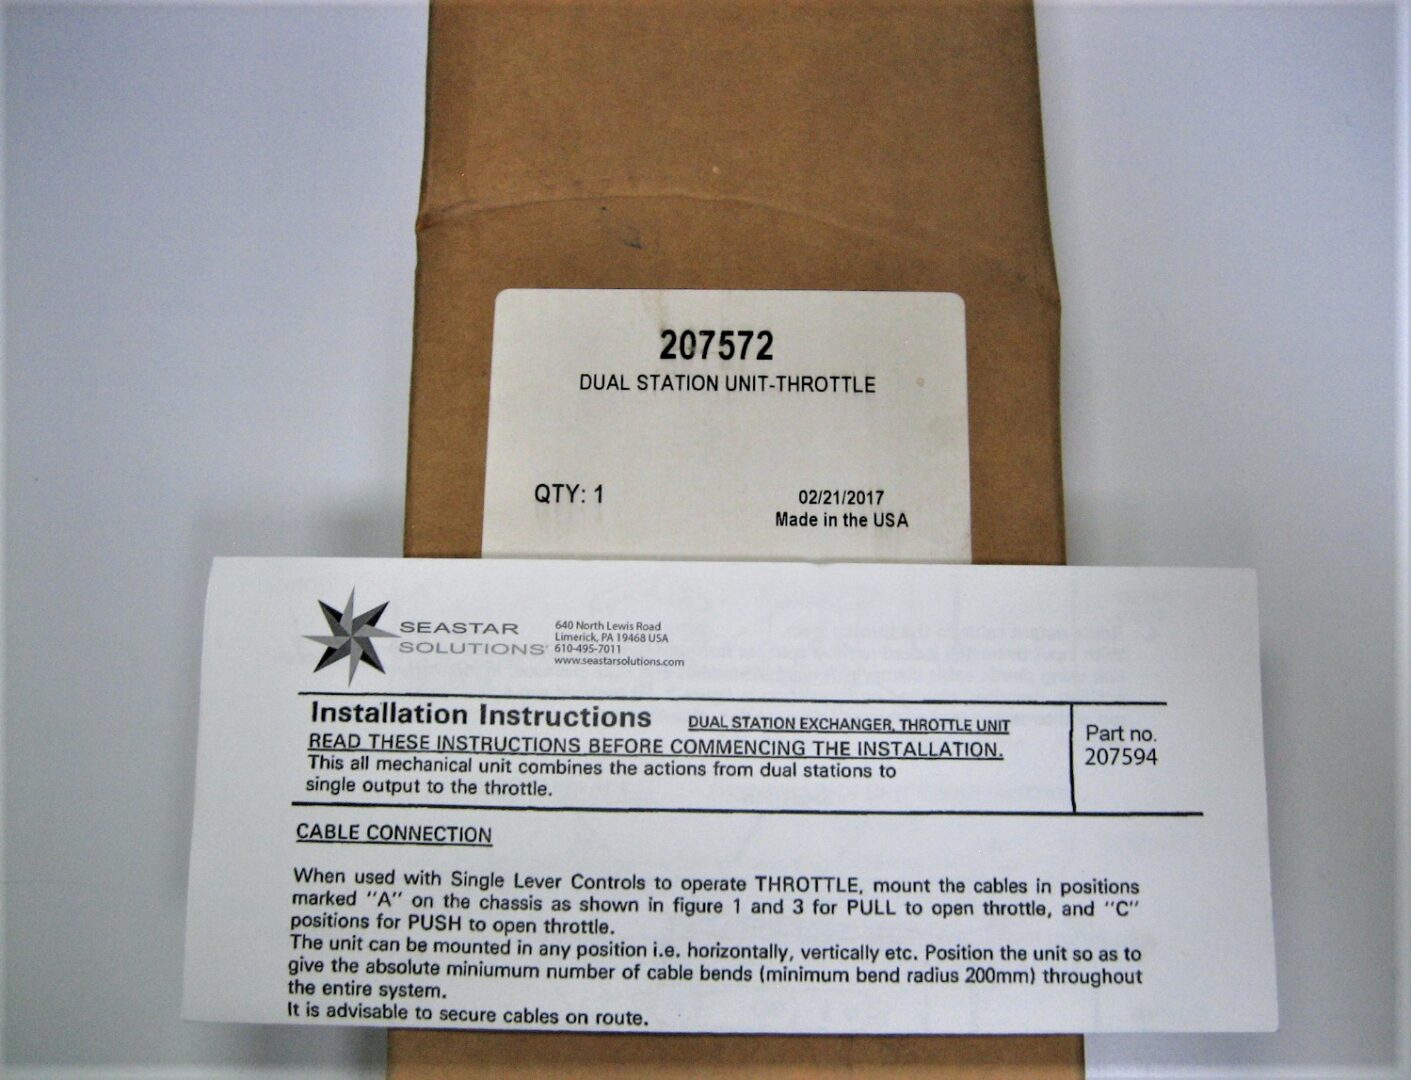 207572
DUAL STATION UNIT-THROTTLE
QTY: 1
02/21/2017
Made in the USA
SEASTAR
SOLUTIONS
640 North Lewis Road
Limerick, PA 19468 USA
610-495-7011
www.seastarsolutions.com
Installation Instructions DUAL STATION EXCHANGER, THROTTLE UNIT
READ THESE INSTRUCTIONS BEFORE COMMENCING THE INSTALLATION.
This all mechanical unit combines the actions from dual stations to
single output to the throttle.
Part no.
207594
CABLE CONNECTION
When used with Single Lever Controls to operate THROTTLE, mount the cables in positions
marked "A" on the chassis as shown in figure 1 and 3 for PULL to open throttle, and "C"
positions for PUSH to open throttle.
The unit can be mounted in any position i.e. horizontally, vertically etc. Position the unit so as to
give the absolute miniumum number of cable bends (minimum bend radius 200mm) throughout
the entire system.
It is advisable to secure cables on route.